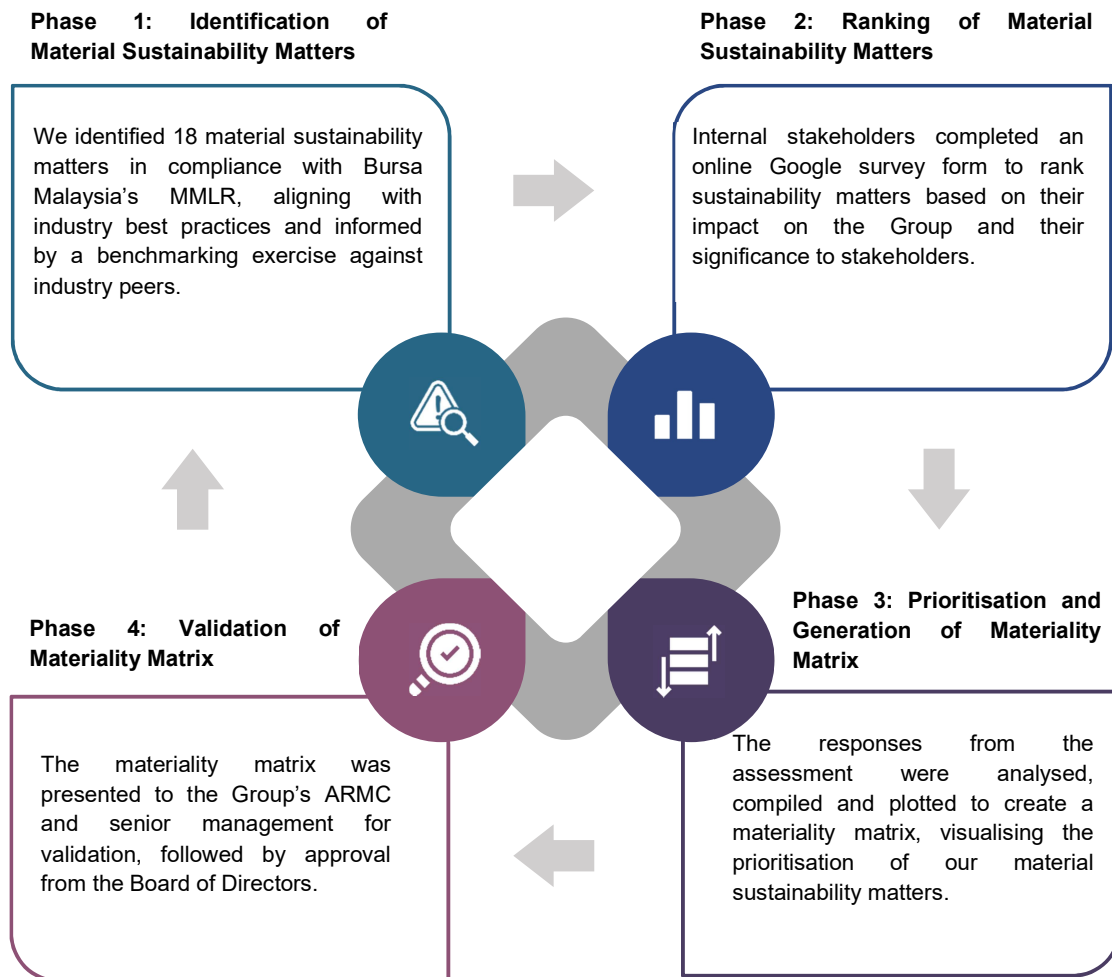 Phase 1: Identification of
Material Sustainability Matters
We identified 18 material sustainability
matters in compliance with Bursa
Malaysia’s MMLR, aligning with
industry best practices and informed
by a benchmarking exercise against
industry peers.
Phase 2: Ranking of Material
Sustainability Matters
Internal stakeholders completed an
online Google survey form to rank
sustainability matters based on their
impact on the Group and their
significance to stakeholders.
Phase 3: Prioritisation and
Generation of Materiality
Matrix
The responses from the
assessment were analysed,
compiled and plotted to create a
materiality matrix, visualising the
prioritisation of our material
sustainability matters.
Phase 4: Validation of
Materiality Matrix
The materiality matrix was
presented to the Group’s ARMC
and senior management for
validation, followed by approval
from the Board of Directors.